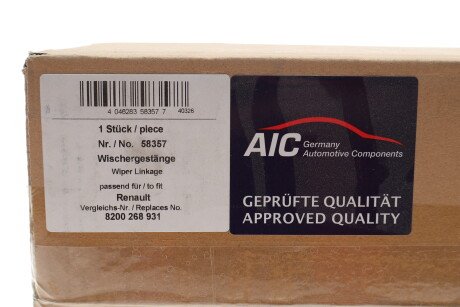 4 046283 58357 7
40326
1 Stück / piece
Nr. / No. 58357
Wischergestänge
Wiper Linkage
passend für / to fit
Renault
Vergleichs-Nr. / Replaces No.
8200 268 931
AIC Germany
Automotive Components
GEPRÜFTE QUALITÄT
APPROVED QUALITY